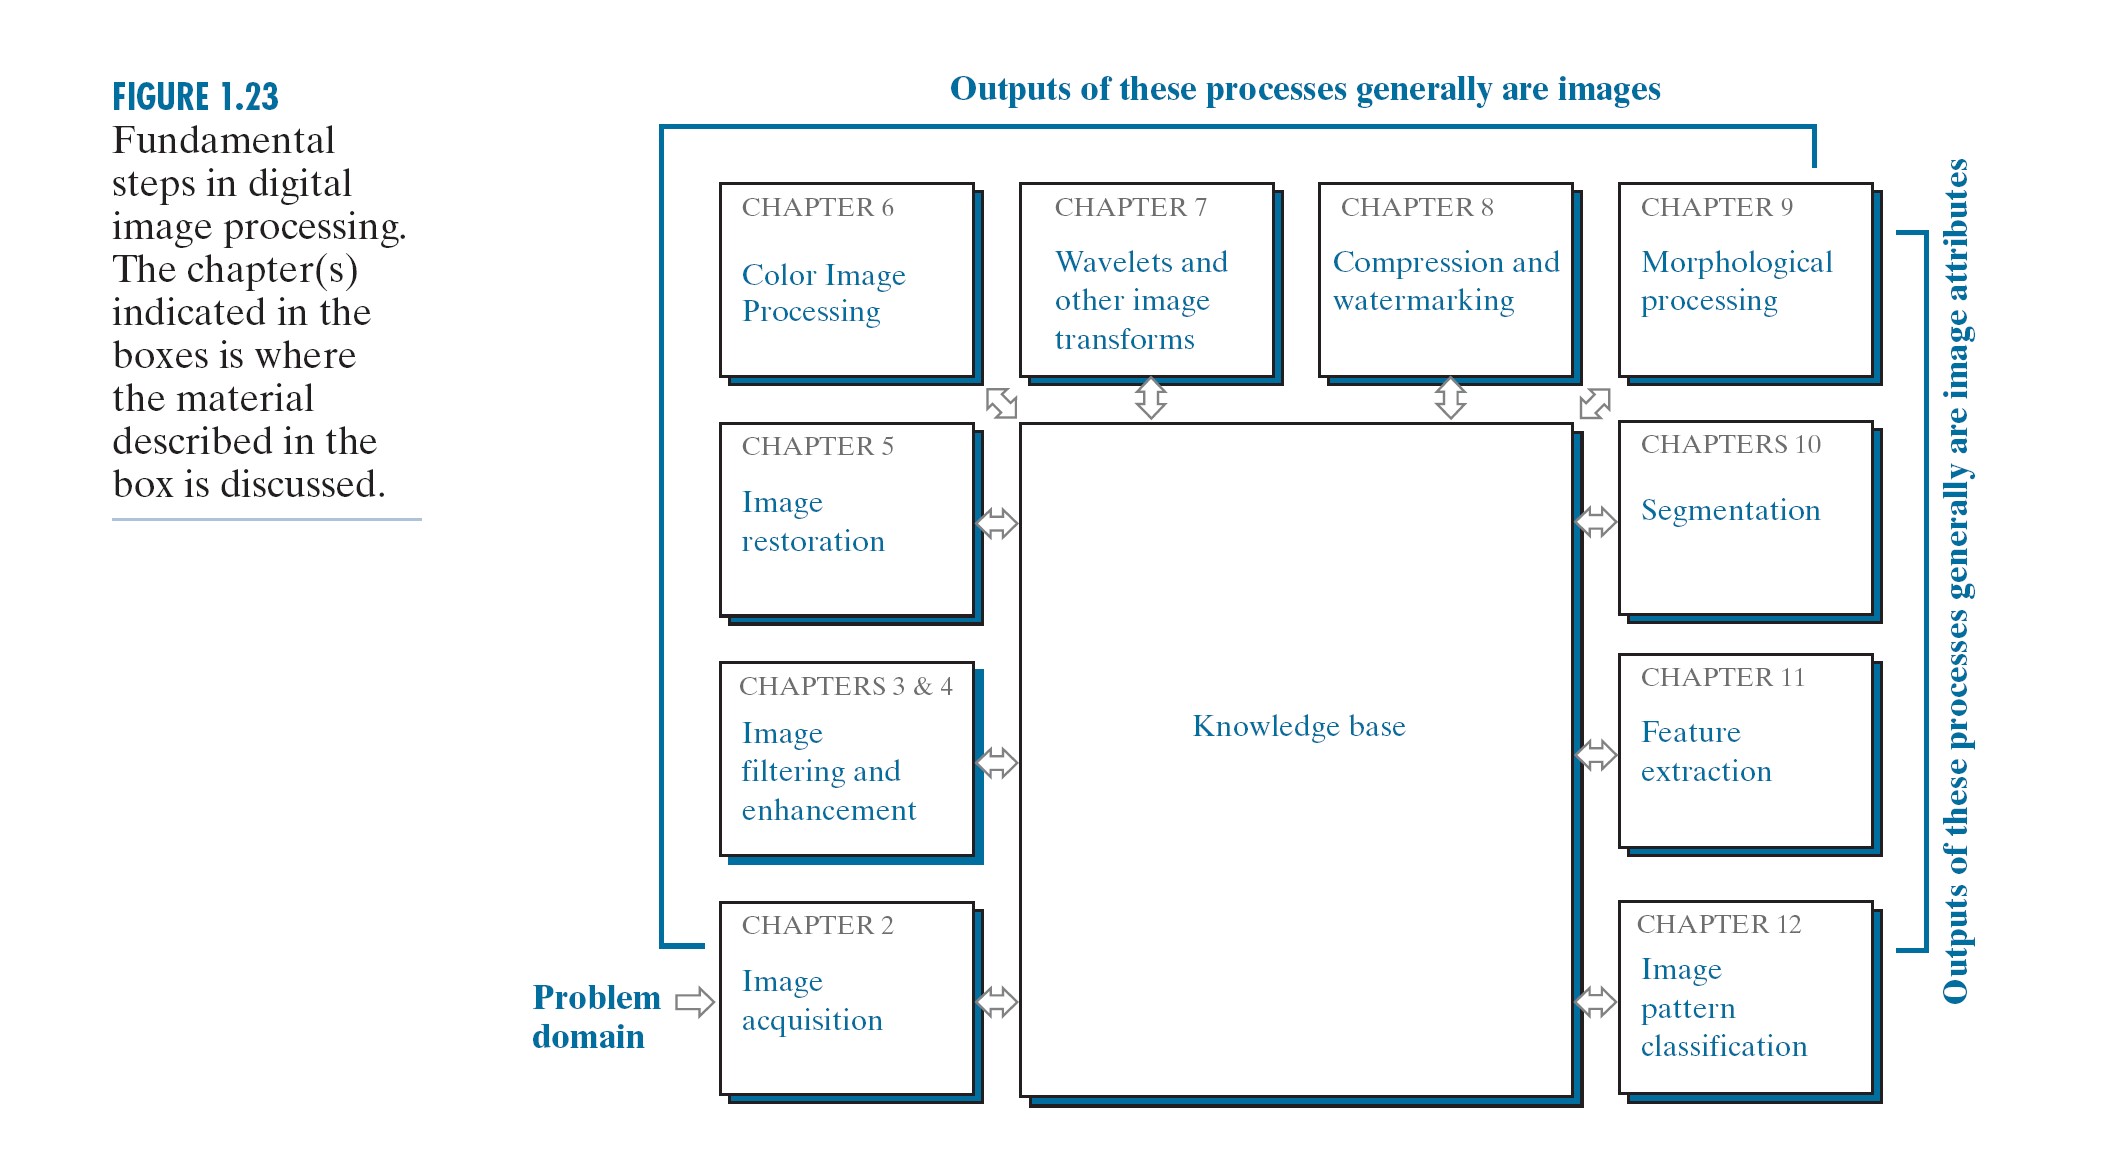 FIGURE 1.23
Fundamental
steps in digital
image processing.
The chapter(s)
indicated in the
boxes is where
the material
described in the
box is discussed.
Outputs of these processes generally are images
CHAPTER 6
Color Image
Processing
CHAPTER 7
Wavelets and
other image
transforms
CHAPTER 8
Compression and
watermarking
CHAPTER 9
Morphological
processing
CHAPTER 5
Image
restoration
CHAPTERS 10
Segmentation
CHAPTERS 3 & 4
Image
filtering and
enhancement
Knowledge base
CHAPTER 11
Feature
extraction
Problem
domain
CHAPTER 2
Image
acquisition
CHAPTER 12
Image
pattern
classification
Outputs of these processes generally are image attributes